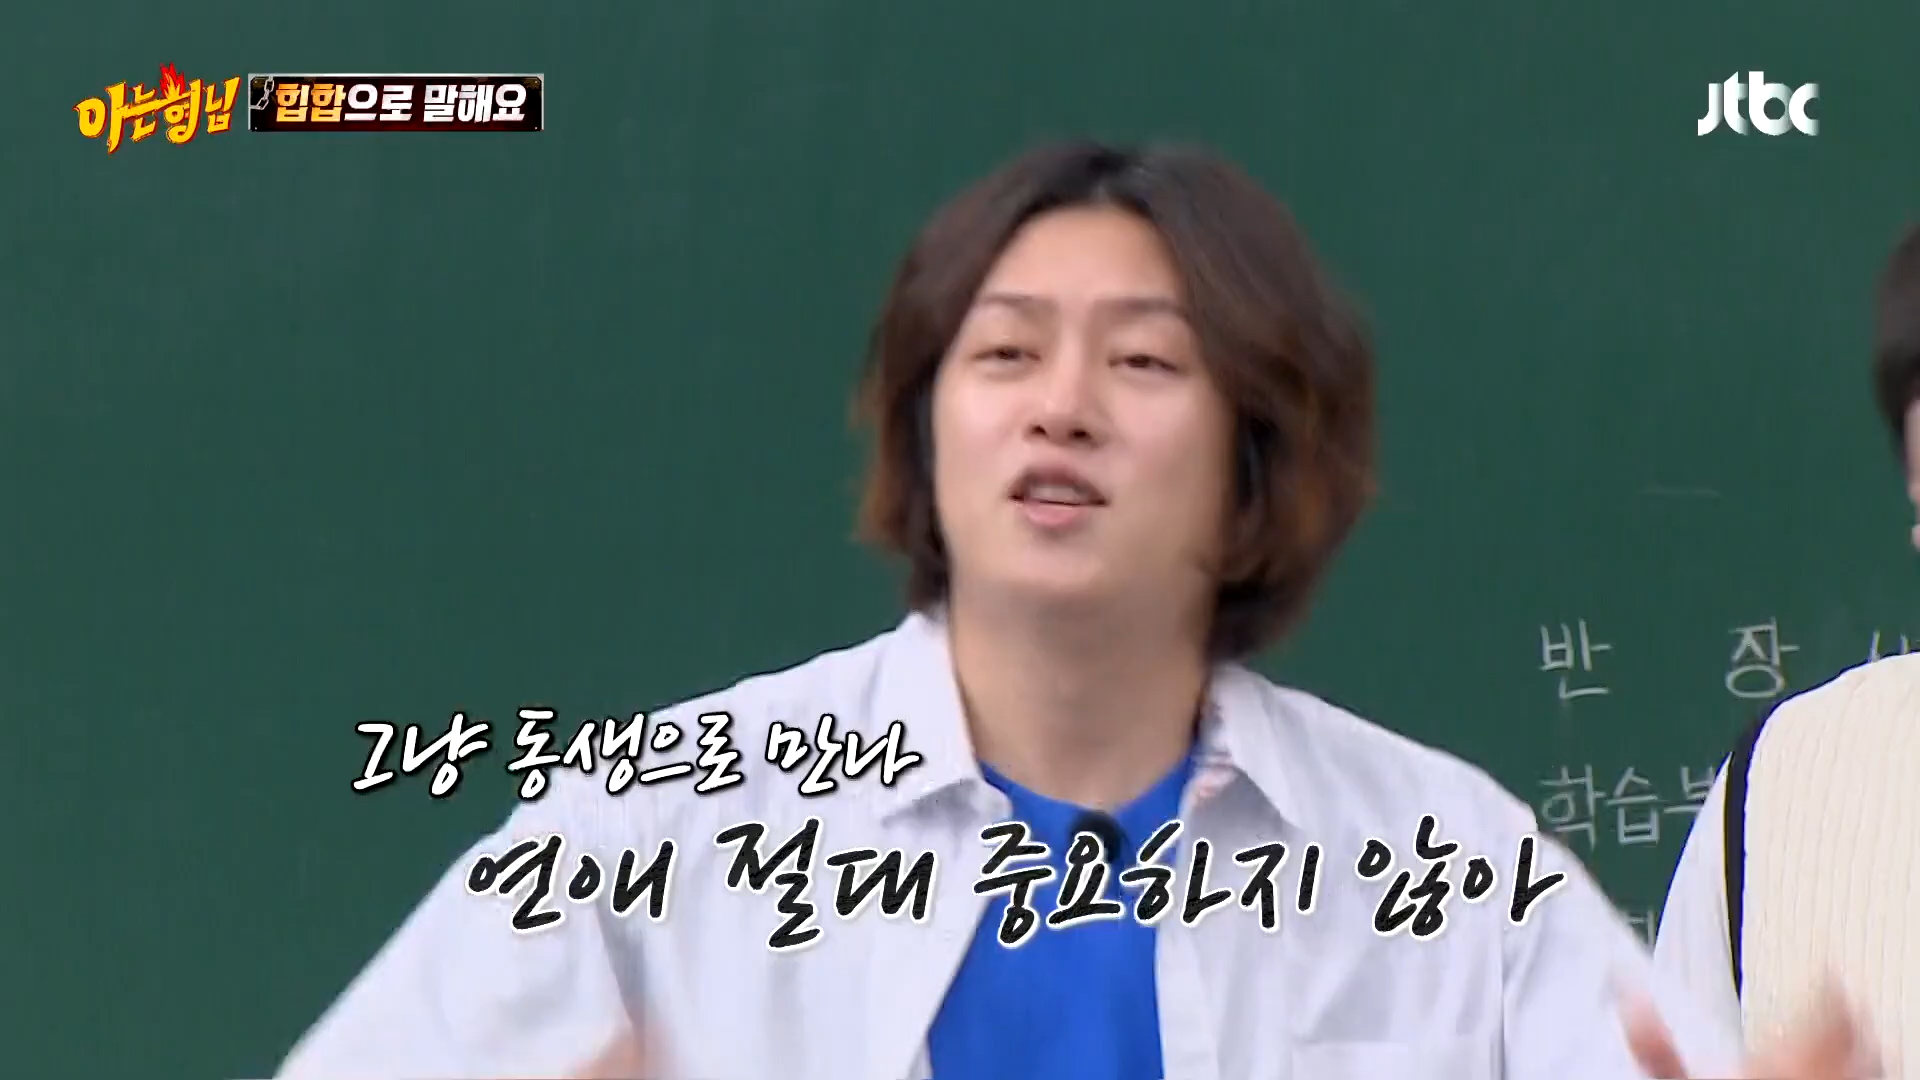 아는형님
힙합으로 말해요
jtbc
그냥 동생으로 만나
연애 절대 중요하지 않아
반 장
학습부